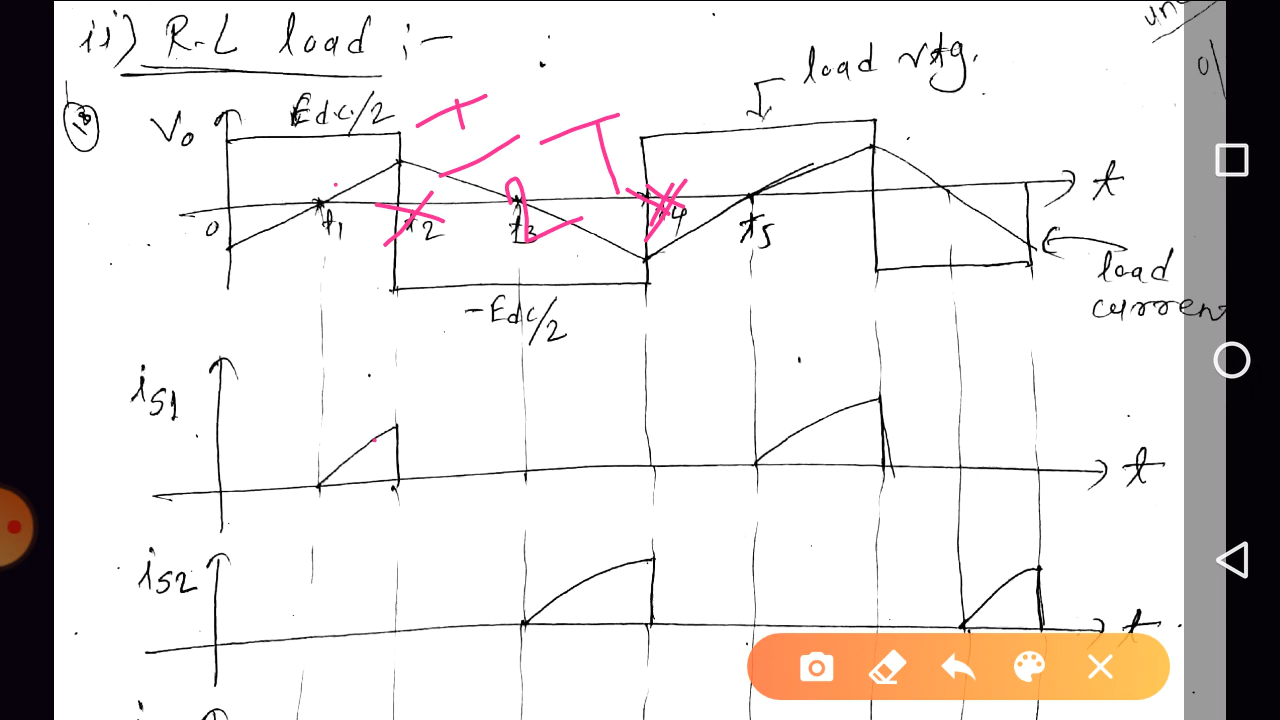 ii) R-L load :-
load vtg.
18
Vo
Edc/2
t
0
t1
t2
t3
t4
t5
-Edc/2
load
current
iS1
t
iS2
t